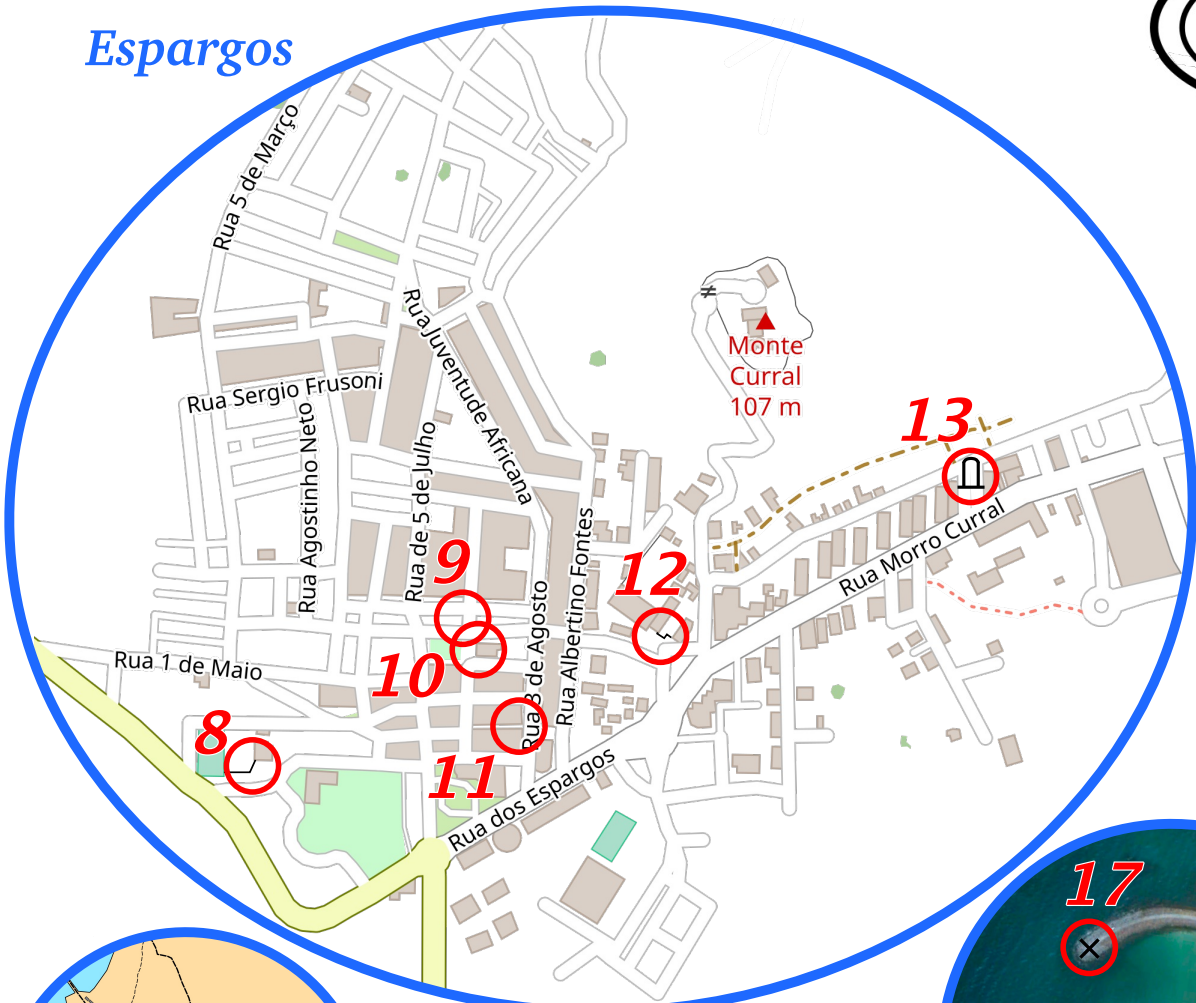 Espargos
Rua 5 de Março
Rua Juventude Africana
Monte
Curral
107 m
Rua Sergio Frusoni
Rua Agostinho Neto
Rua de 5 de Julho
13
Rua Morro Curral
9
12
Rua Albertino Fontes
Rua 3 de Agosto
10
Rua 1 de Maio
8
11
Rua dos Espargos
17